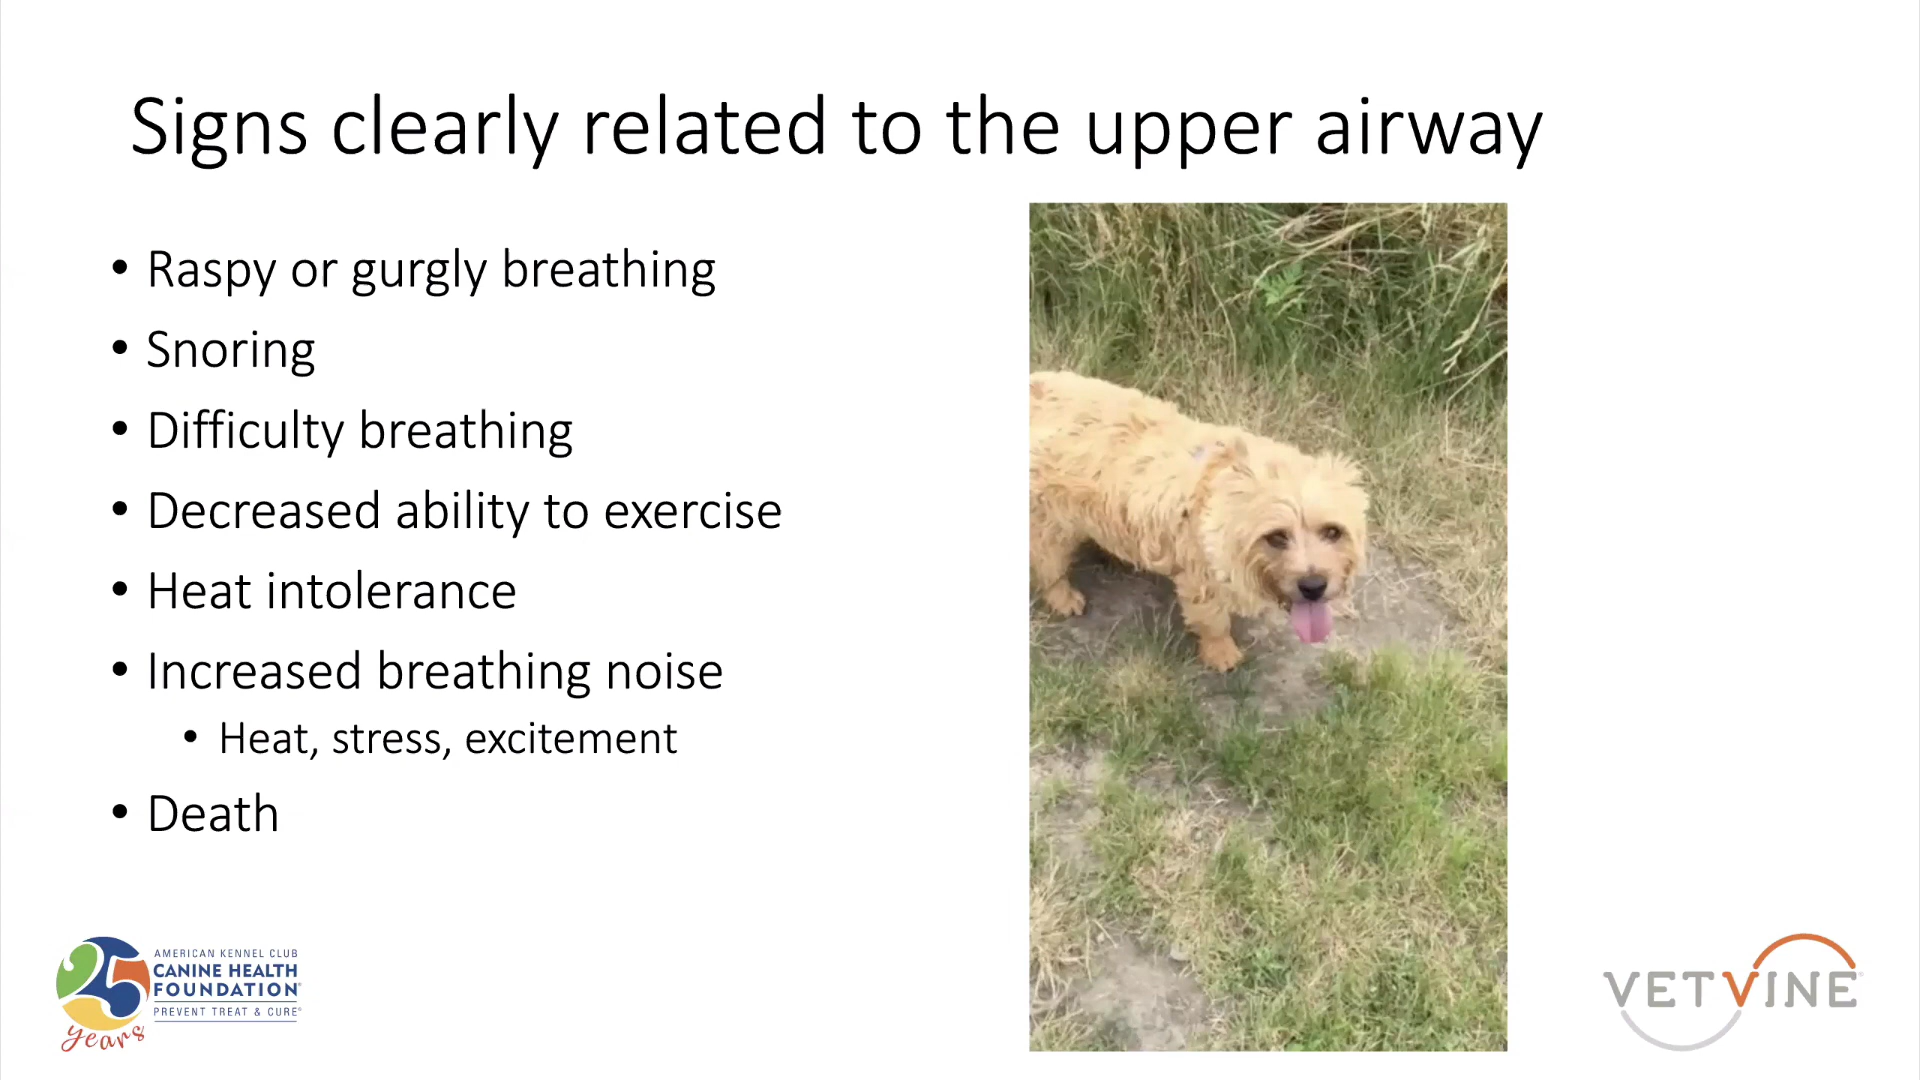 Signs clearly related to the upper airway
• Raspy or gurgly breathing
• Snoring
• Difficulty breathing
• Decreased ability to exercise
• Heat intolerance
• Increased breathing noise
• Heat, stress, excitement
• Death
25
years
AMERICAN KENNEL CLUB
CANINE HEALTH
FOUNDATION®
PREVENT TREAT & CURE®
VETVINE